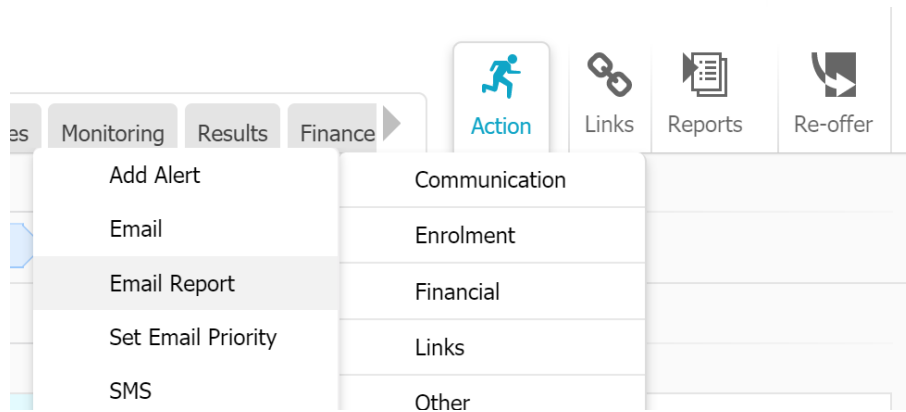 Action
Links
Reports
Re-offer
es
Monitoring
Results
Finance
Add Alert
Email
Email Report
Set Email Priority
SMS
Communication
Enrolment
Financial
Links
Other